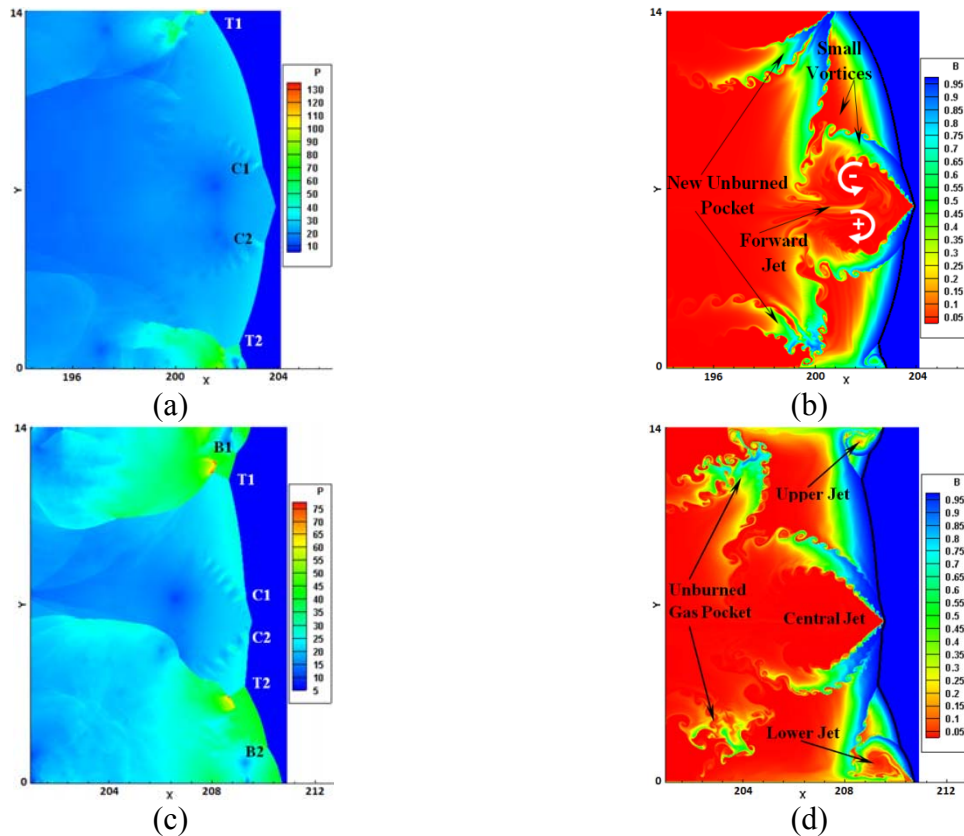 14
T1
P
130
120
110
100
90
80
70
60
50
40
30
20
10
C1
Y
C2
T2
0
196
200
X
204
(a)
14
Small
Vortices
B
0.95
0.9
0.85
0.8
0.75
0.7
0.65
0.6
0.55
0.5
0.45
0.4
0.35
0.3
0.25
0.2
0.15
0.1
0.05
-
New Unburned
Pocket
+
Forward
Jet
Y
0
196
200
X
204
(b)
14
B1
T1
P
75
70
65
60
55
50
45
40
35
30
25
20
15
10
5
C1
Y
C2
T2
B2
0
204
208
X
212
(c)
14
Upper Jet
B
0.95
0.9
0.85
0.8
0.75
0.7
0.65
0.6
0.55
0.5
0.45
0.4
0.35
0.3
0.25
0.2
0.15
0.1
0.05
Unburned
Gas Pocket
Central Jet
Y
Lower Jet
0
204
208
X
212
(d)